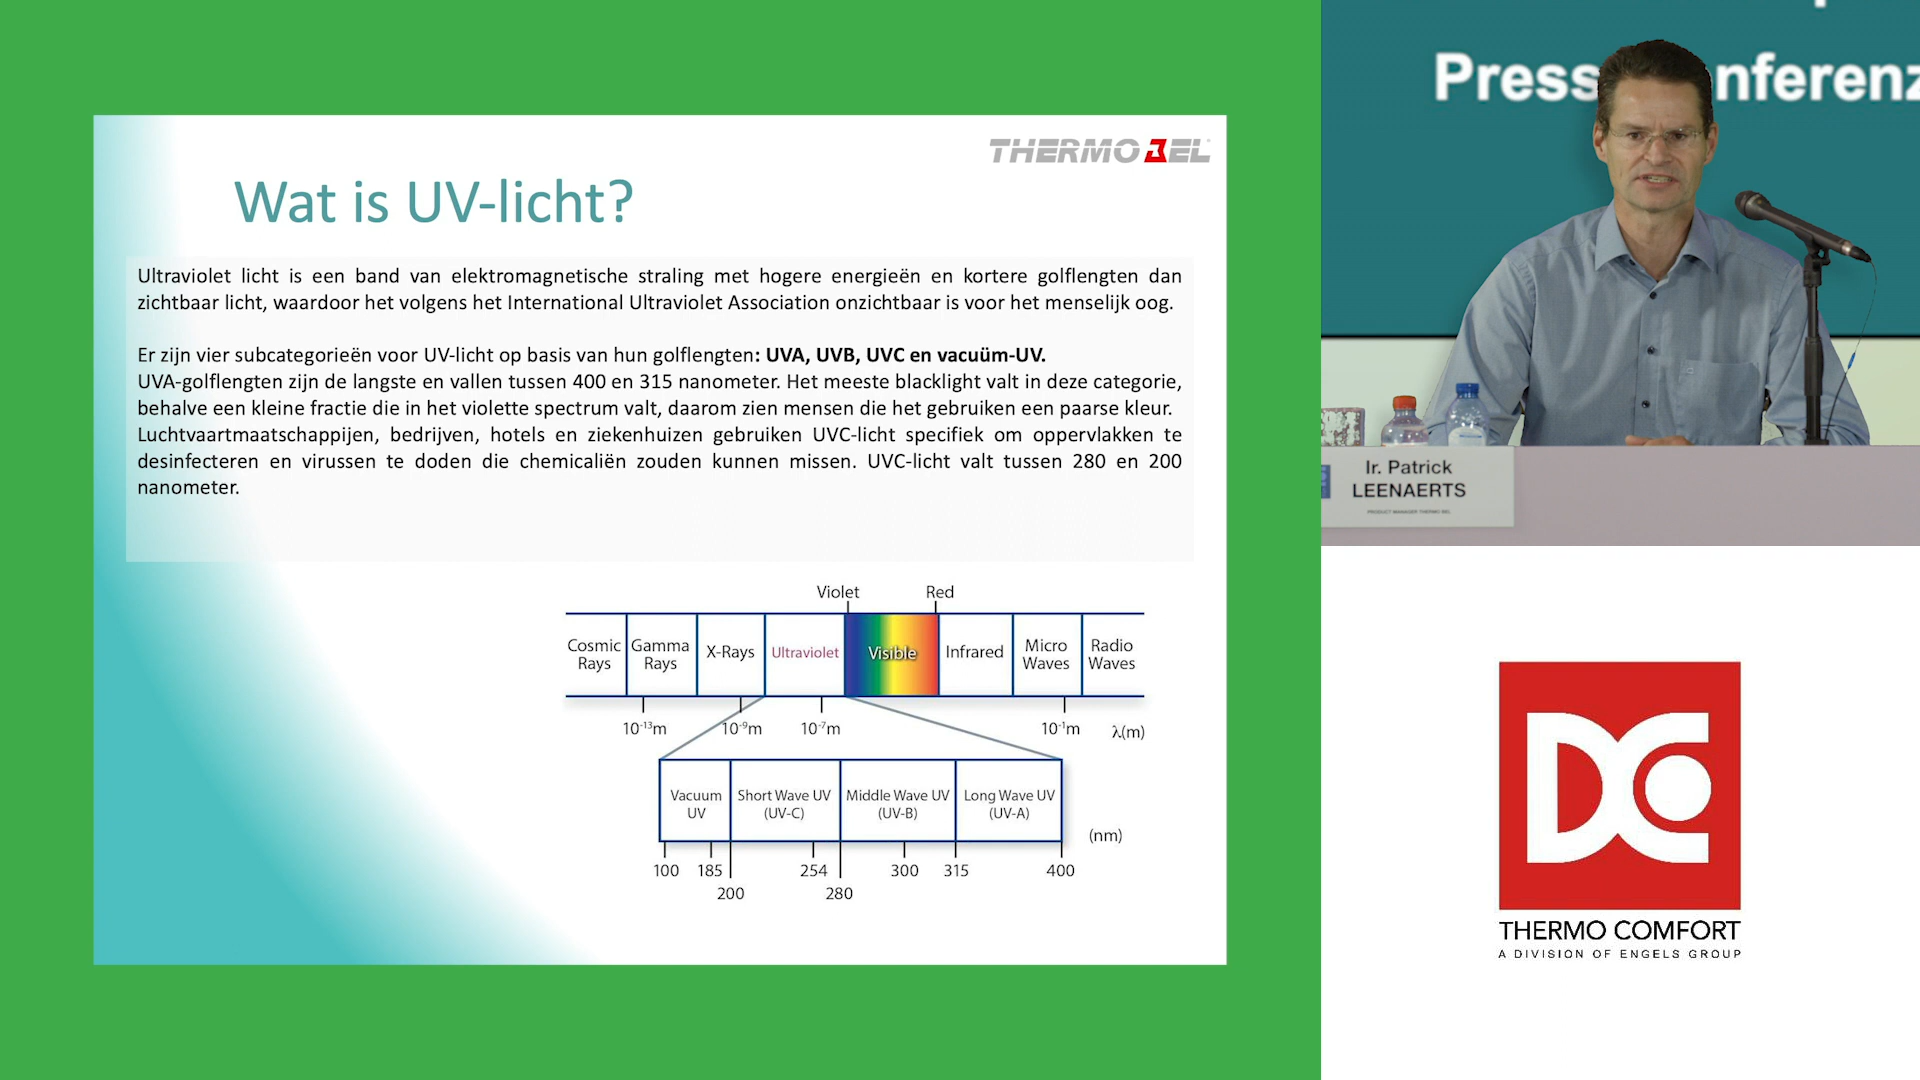 THERMO BEL
Wat is UV-licht?
Ultraviolet licht is een band van elektromagnetische straling met hogere energieën en kortere golflengten dan
zichtbaar licht, waardoor het volgens het International Ultraviolet Association onzichtbaar is voor het menselijk oog.
Er zijn vier subcategorieën voor UV-licht op basis van hun golflengten: UVA, UVB, UVC en vacuüm-UV.
UVA-golflengten zijn de langste en vallen tussen 400 en 315 nanometer. Het meeste blacklight valt in deze categorie,
behalve een kleine fractie die in het violette spectrum valt, daarom zien mensen die het gebruiken een paarse kleur.
Luchtvaartmaatschappijen, bedrijven, hotels en ziekenhuizen gebruiken UVC-licht specifiek om oppervlakken te
desinfecteren en virussen te doden die chemicaliën zouden kunnen missen. UVC-licht valt tussen 280 en 200
nanometer.
Violet Red
Cosmic Rays Gamma Rays X-Rays Ultraviolet Visible Infrared Micro Waves Radio Waves
10⁻¹³m 10⁻⁹m 10⁻⁷m 10⁻¹m λ(m)
Vacuum UV Short Wave UV (UV-C) Middle Wave UV (UV-B) Long Wave UV (UV-A)
(nm)
100 185 254 300 315 400
200 280
Press nferenz
Ir. Patrick
LEENAERTS
PRODUCT MANAGER THERMO BEL
DC
THERMO COMFORT
A DIVISION OF ENGELS GROUP